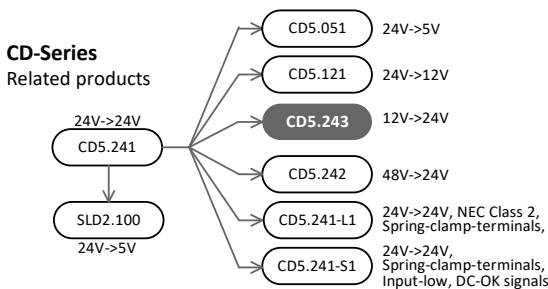 CD-Series
Related products
24V->24V
CD5.241
SLD2.100
24V->5V
CD5.051 24V->5V
CD5.121 24V->12V
CD5.243 12V->24V
CD5.242 48V->24V
CD5.241-L1 24V->24V, NEC Class 2,
Spring-clamp-terminals,
CD5.241-S1 24V->24V,
Spring-clamp-terminals,
Input-low, DC-OK signals